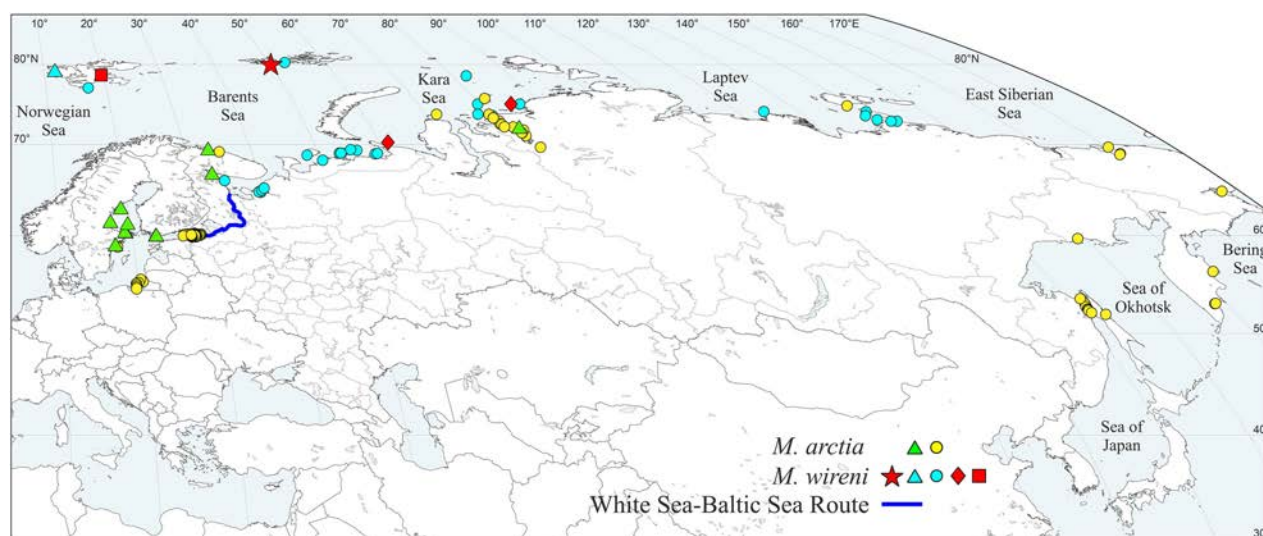 10° 20° 30° 40° 50° 60° 70° 80° 90° 100° 110° 120° 130° 140° 150° 160° 170°E
80°N
80°N
Kara
Sea
Laptev
Sea
Barents
Sea
East Siberian
Sea
Norwegian
Sea
70°
60°
Bering
Sea
Sea of
Okhotsk
50°
Sea of
Japan
40
M. arctia
M. wireni
White Sea-Baltic Sea Route
30